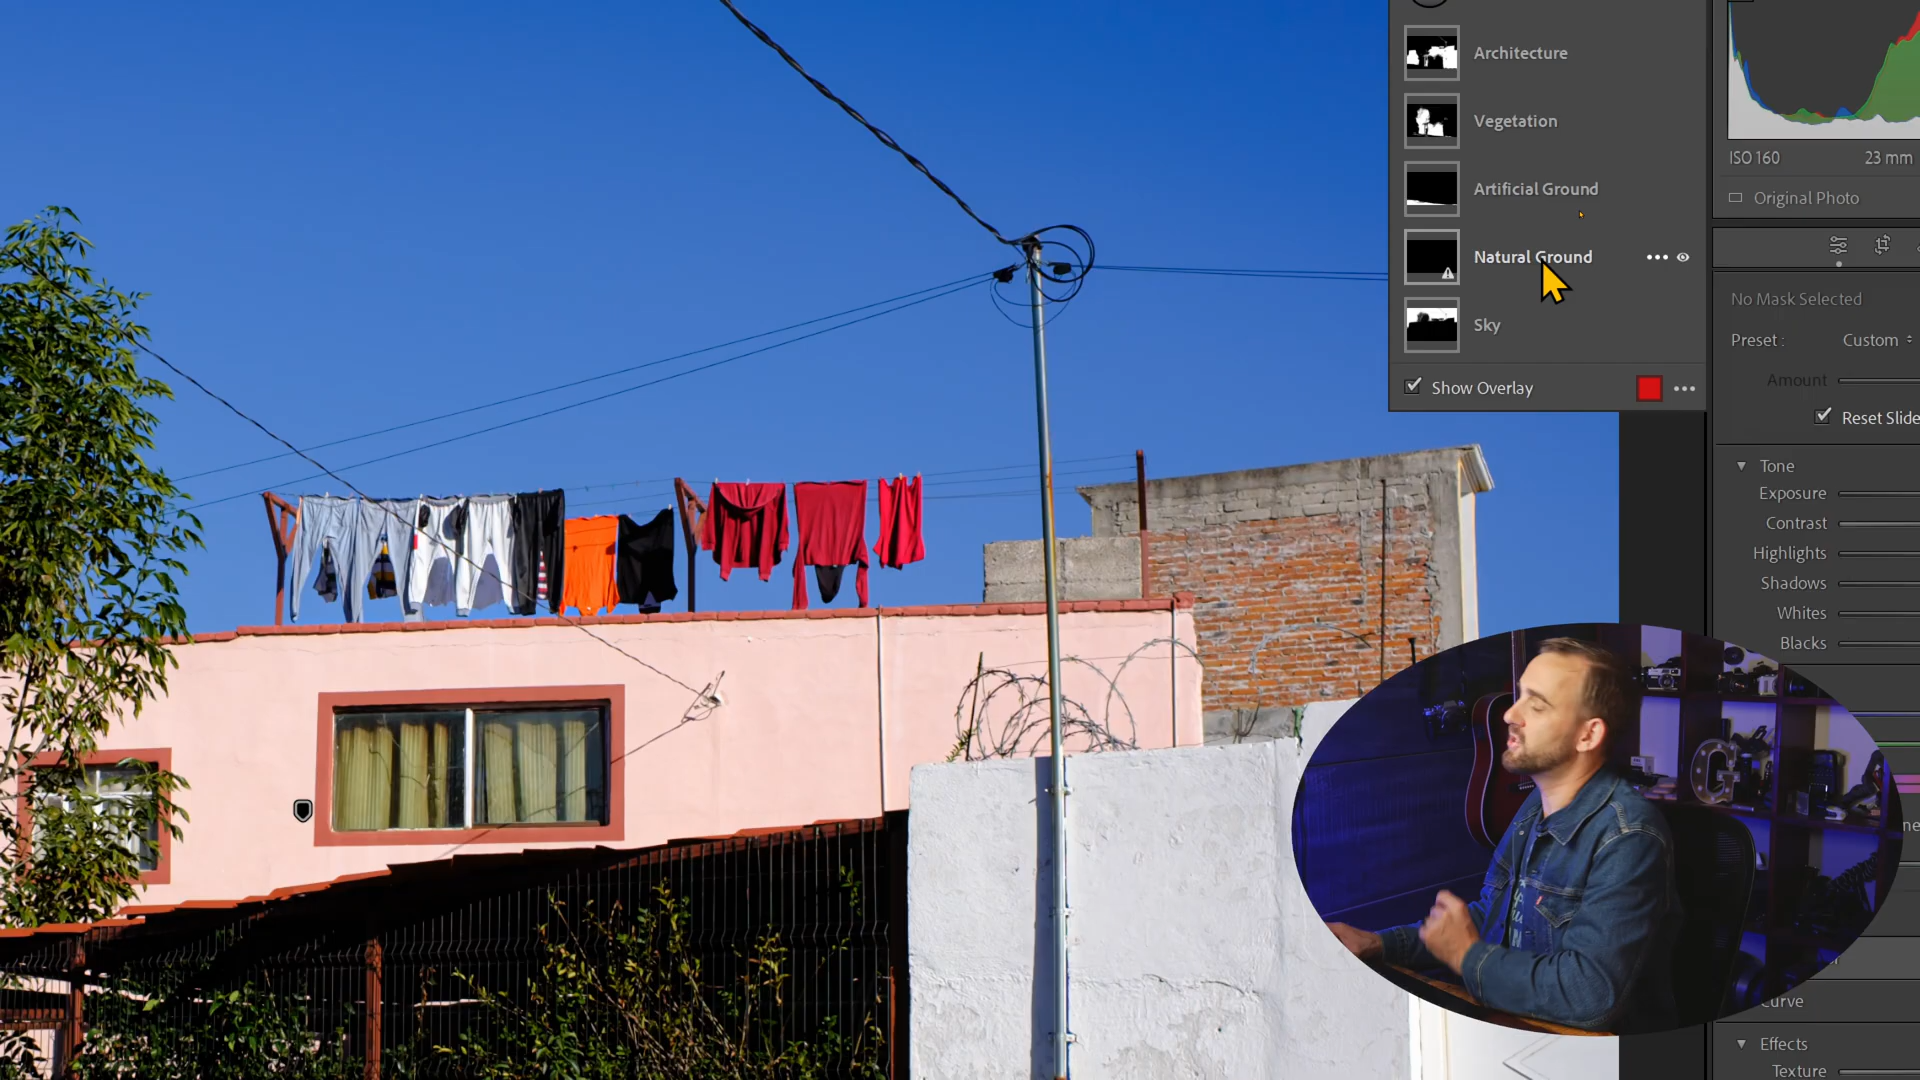 Architecture
Vegetation
Artificial Ground
Natural Ground
Sky
Show Overlay
ISO 160 23 mm
Original Photo
No Mask Selected
Preset : Custom
Amount
Reset Slide
Tone
Exposure
Contrast
Highlights
Shadows
Whites
Blacks
Curve
Effects
Texture